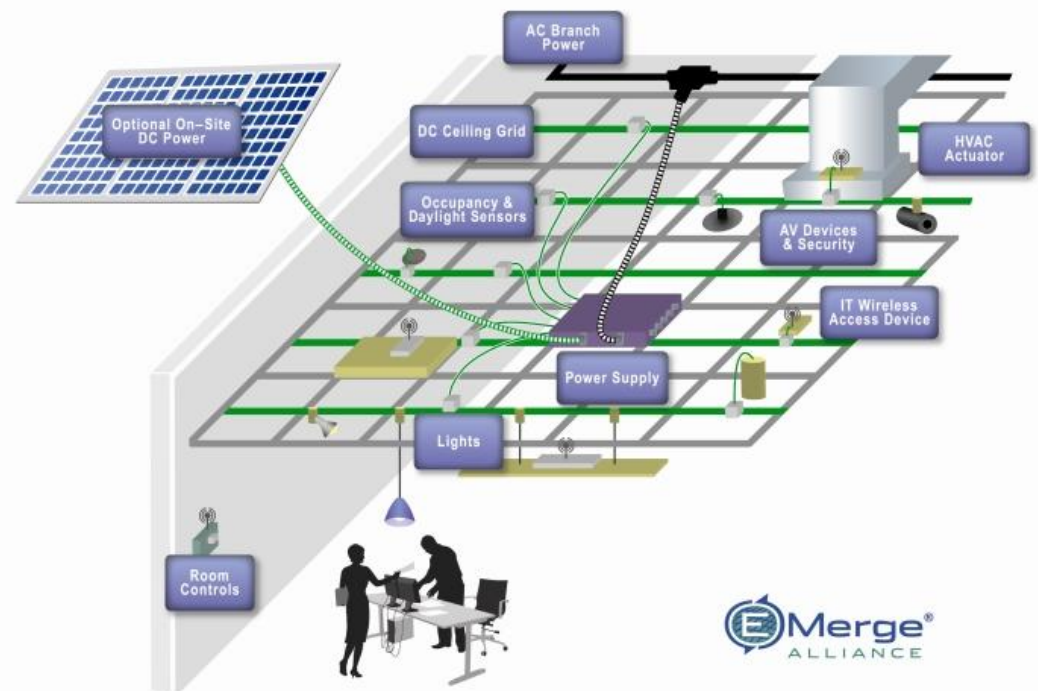 AC Branch
Power
Optional On–Site
DC Power
DC Ceiling Grid
HVAC
Actuator
Occupancy &
Daylight Sensors
AV Devices
& Security
IT Wireless
Access Device
Power Supply
Lights
Room
Controls
EMerge®
ALLIANCE